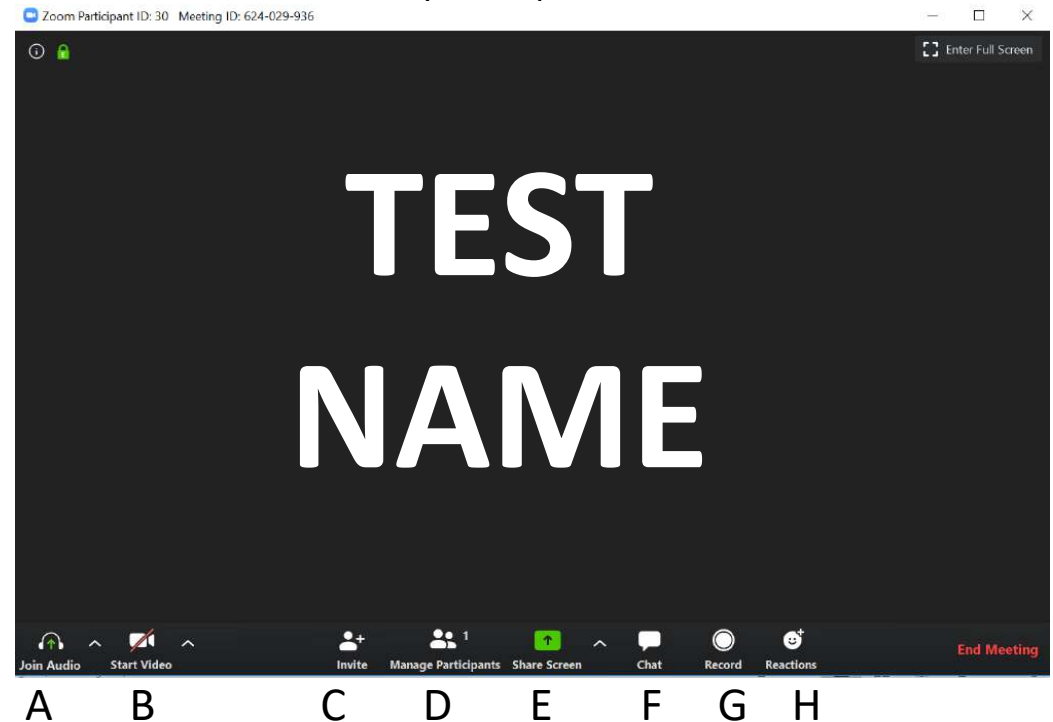 Zoom Participant ID: 30 Meeting ID: 624-029-936
Enter Full Screen
TEST
NAME
1
Join Audio Start Video Invite Manage Participants Share Screen Chat Record Reactions End Meeting
A B C D E F G H